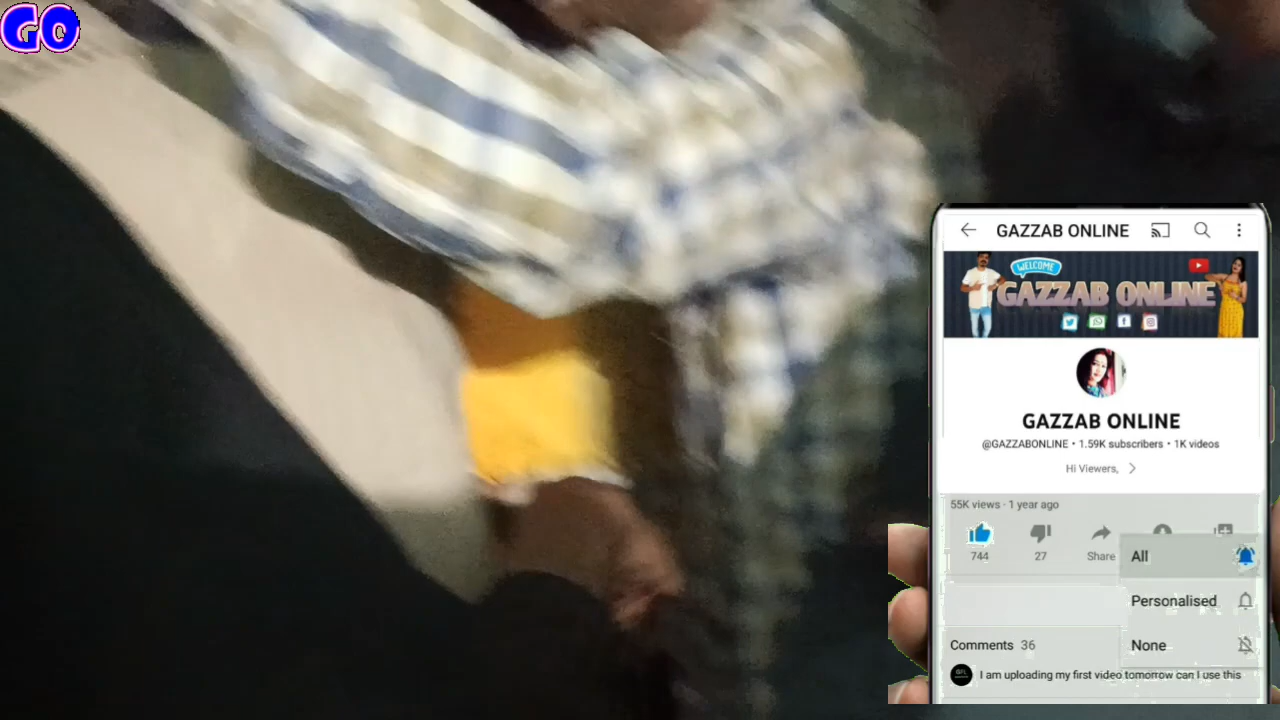 GO
GAZZAB ONLINE
WELCOME
GAZZAB ONLINE
GAZZAB ONLINE
@GAZZABONLINE • 1.59K subscribers • 1K videos
Hi Viewers,
55K views · 1 year ago
744
27
Share
All
Personalised
None
Comments 36
I am uploading my first video tomorrow can I use this